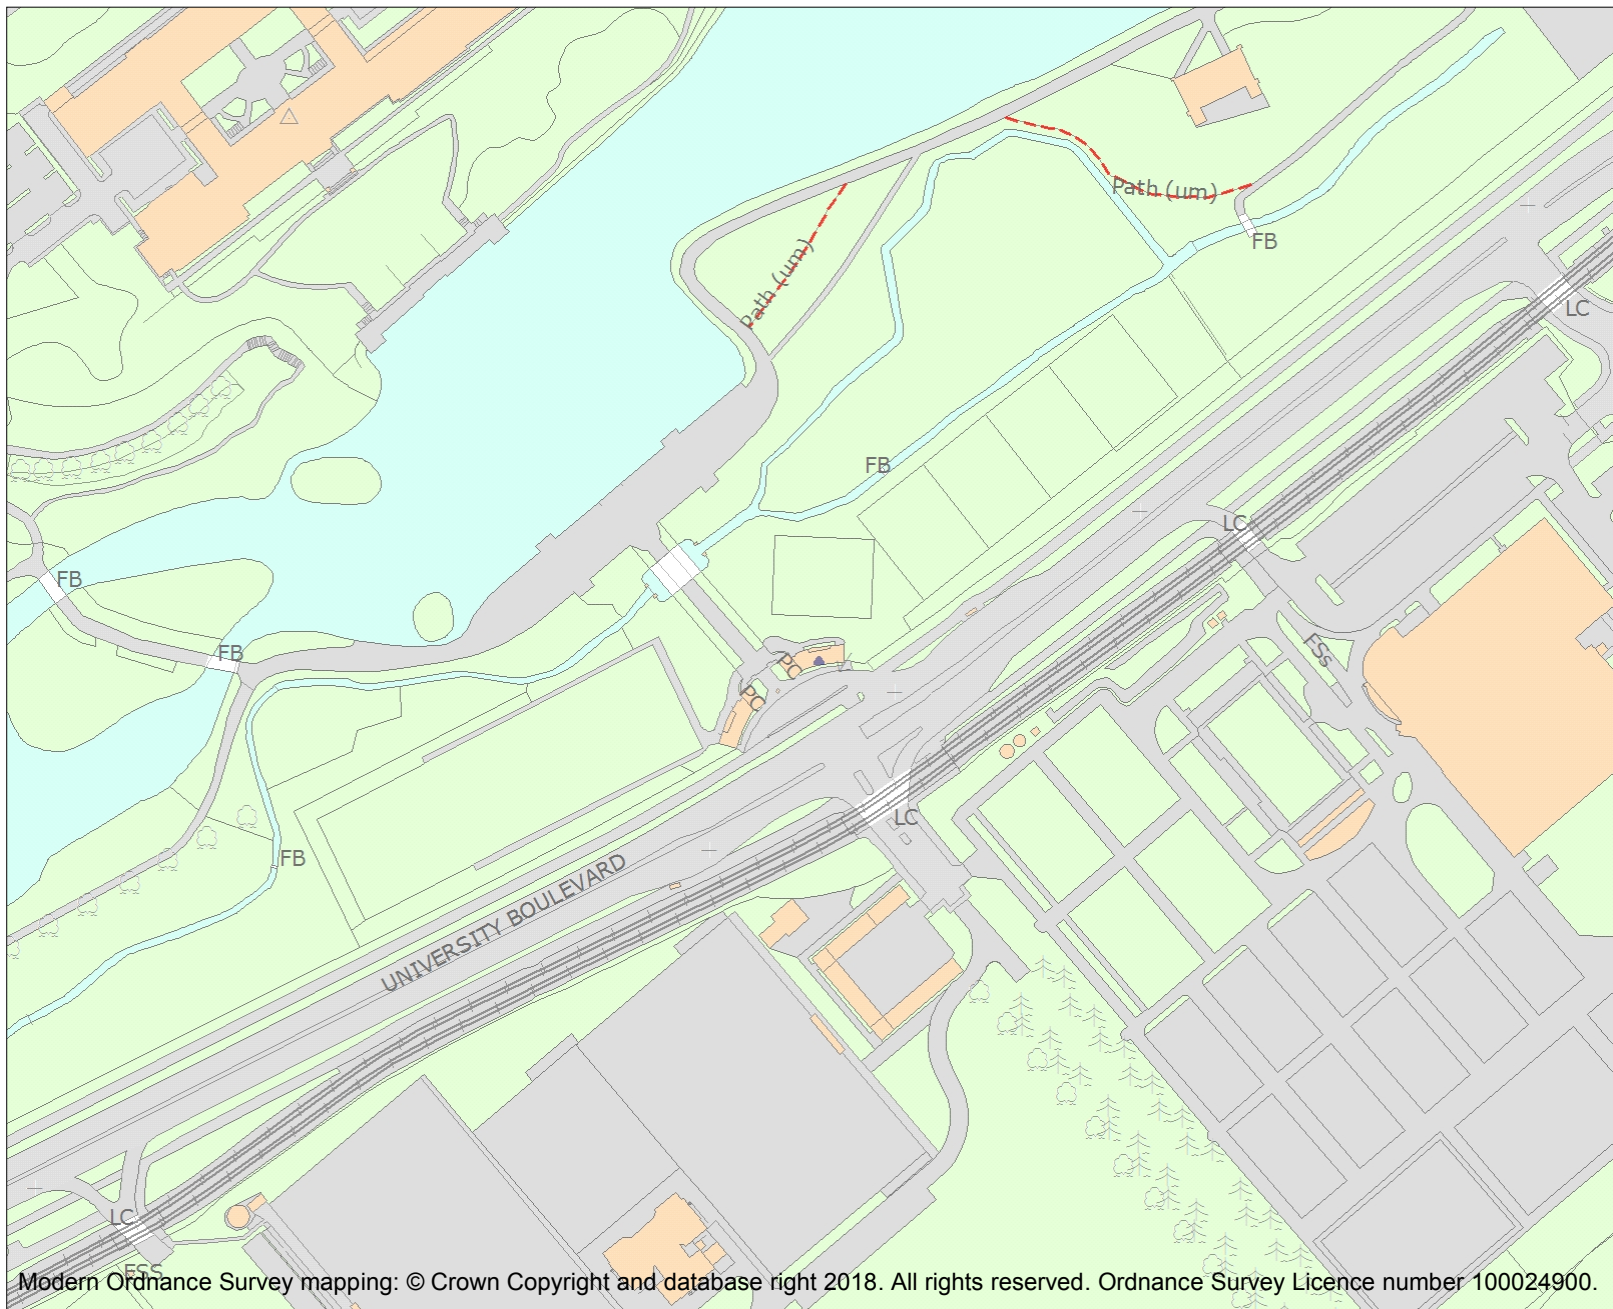 Path (um)
FB
Path (um)
LC
FB
LC
FB
FSs
FB
PC
PC
LC
FB
UNIVERSITY BOULEVARD
LC
ESS
Modern Ordnance Survey mapping: © Crown Copyright and database right 2018. All rights reserved. Ordnance Survey Licence number 100024900.